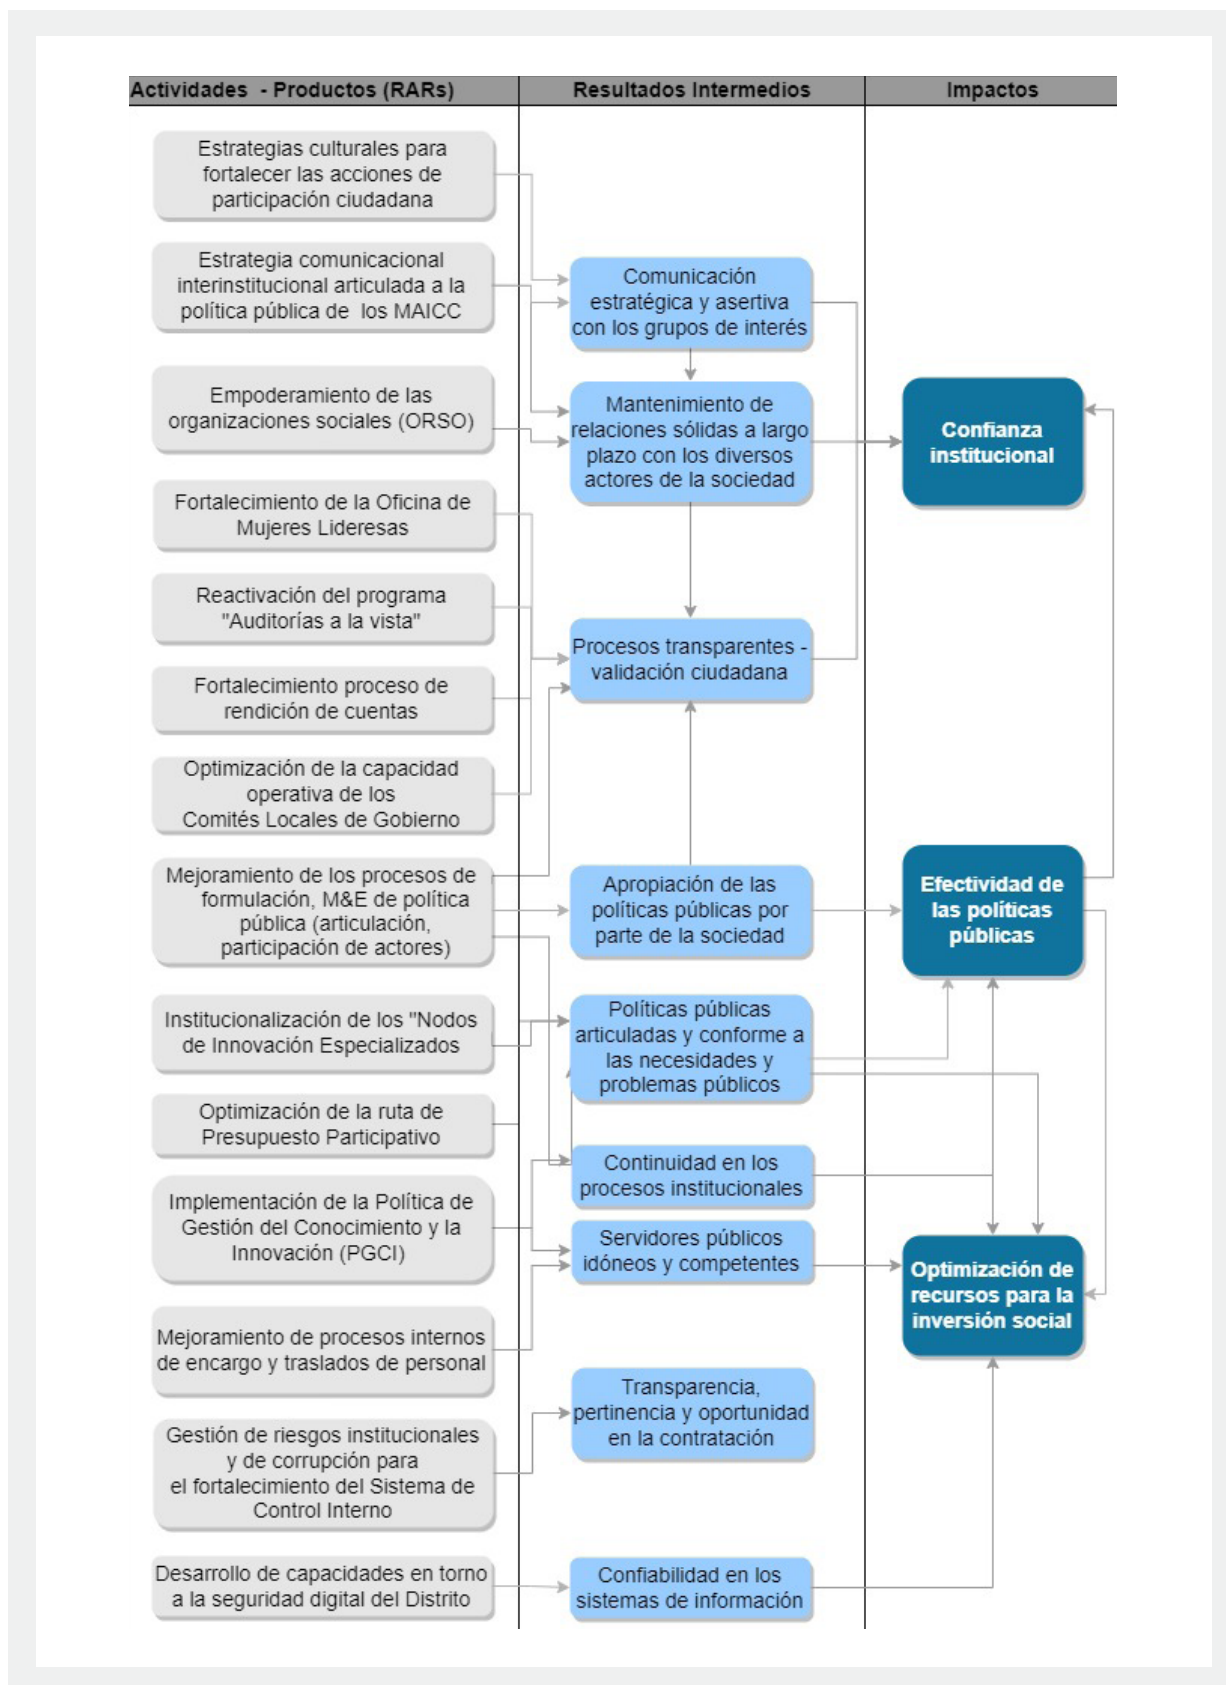 Actividades - Productos (RARs)
Resultados Intermedios
Impactos
Estrategias culturales para
fortalecer las acciones de
participación ciudadana
Estrategia comunicacional
interinstitucional articulada a la
política pública de los MAICC
Empoderamiento de las
organizaciones sociales (ORSO)
Fortalecimiento de la Oficina de
Mujeres Lideresas
Reactivación del programa
"Auditorías a la vista"
Fortalecimiento proceso de
rendición de cuentas
Optimización de la capacidad
operativa de los
Comités Locales de Gobierno
Mejoramiento de los procesos de
formulación, M&E de política
pública (articulación,
participación de actores)
Institucionalización de los "Nodos
de Innovación Especializados
Optimización de la ruta de
Presupuesto Participativo
Implementación de la Política de
Gestión del Conocimiento y la
Innovación (PGCI)
Mejoramiento de procesos internos
de encargo y traslados de personal
Gestión de riesgos institucionales
y de corrupción para
el fortalecimiento del Sistema de
Control Interno
Desarrollo de capacidades en torno
a la seguridad digital del Distrito
Comunicación
estratégica y asertiva
con los grupos de interés
Mantenimiento de
relaciones sólidas a largo
plazo con los diversos
actores de la sociedad
Procesos transparentes -
validación ciudadana
Apropiación de las
políticas públicas por
parte de la sociedad
Políticas públicas
articuladas y conforme a
las necesidades y
problemas públicos
Continuidad en los
procesos institucionales
Servidores públicos
idóneos y competentes
Transparencia,
pertinencia y oportunidad
en la contratación
Confiabilidad en los
sistemas de información
Confianza
institucional
Efectividad de
las políticas
públicas
Optimización de
recursos para la
inversión social